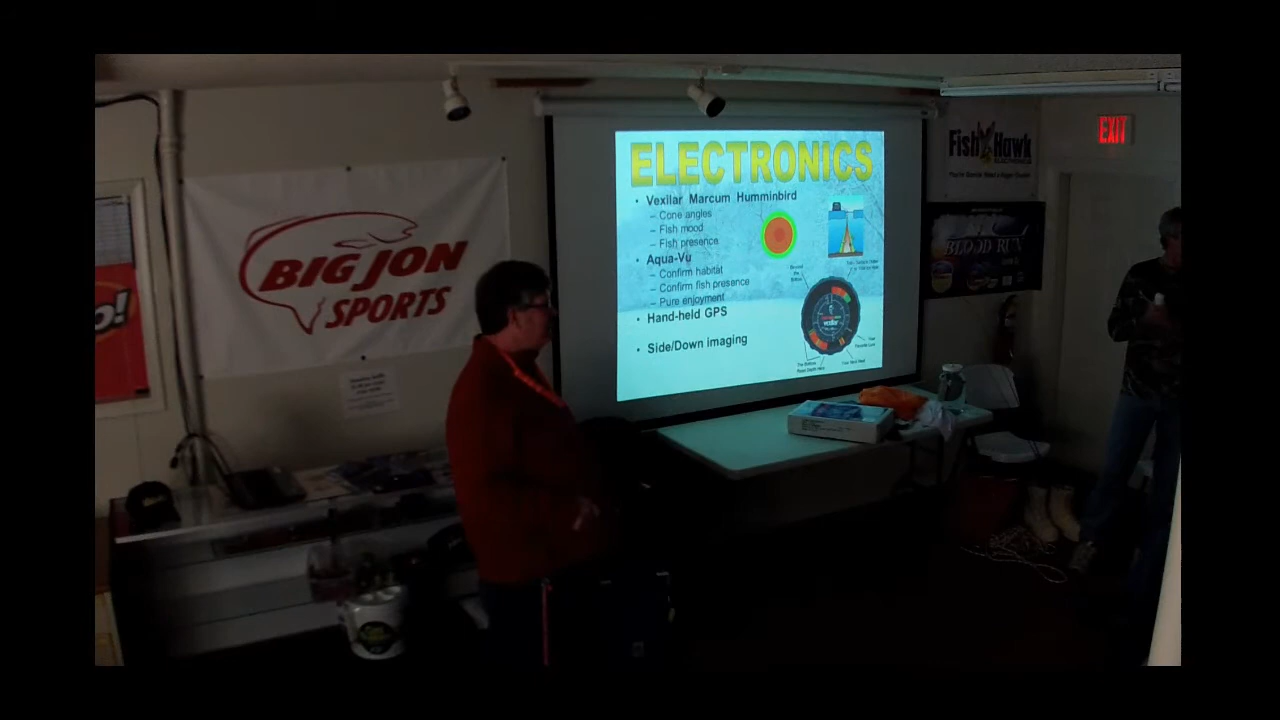 ELECTRONICS
• Vexilar Marcum Humminbird
– Cone angles
– Fish mood
– Fish presence
• Aqua-Vu
– Confirm habitat
– Confirm fish presence
– Pure enjoyment
• Hand-held GPS
• Side/Down imaging
BIG JON
SPORTS
Fish Hawk
ELECTRONICS
EXIT
BLOOD RUN
o!